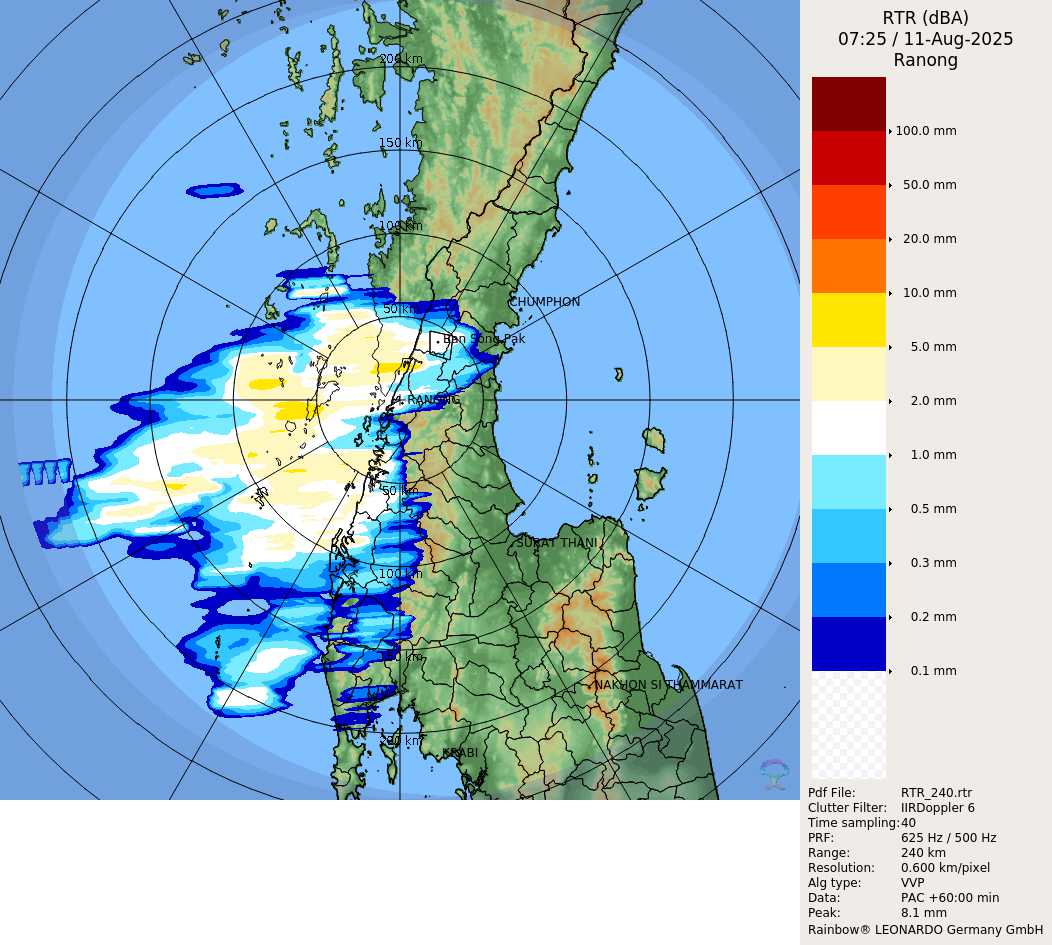 RTR (dBA)
07:25 / 11-Aug-2025
Ranong
200 km
150 km
100 km
50 km
CHUMPHON
Ban Song Pak
RANONG
50 km
SURAT THANI
100 km
NAKHON SI THAMMARAT
200 km
KRABI
100.0 mm
50.0 mm
20.0 mm
10.0 mm
5.0 mm
2.0 mm
1.0 mm
0.5 mm
0.3 mm
0.2 mm
0.1 mm
Pdf File: RTR_240.rtr
Clutter Filter: IIRDoppler 6
Time sampling:40
PRF: 625 Hz / 500 Hz
Range: 240 km
Resolution: 0.600 km/pixel
Alg type: VVP
Data: PAC +60:00 min
Peak: 8.1 mm
Rainbow® LEONARDO Germany GmbH